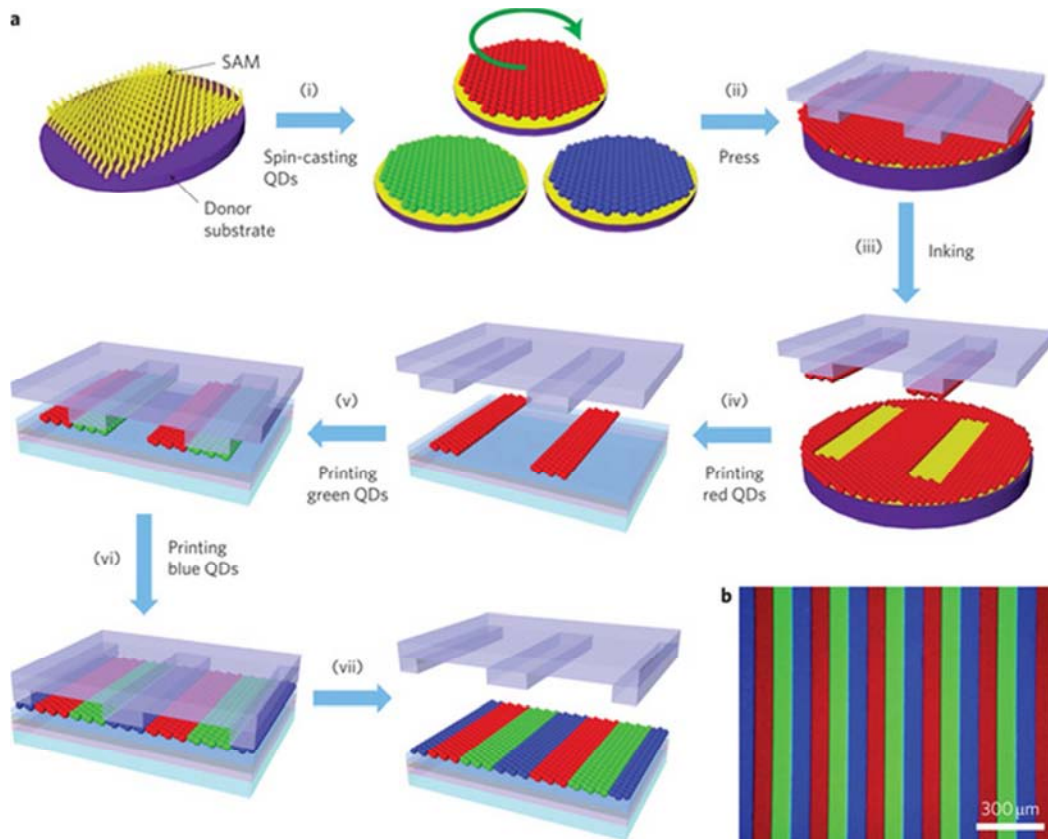 a
SAM
(i)
Spin-casting
QDs
Donor
substrate
(ii)
Press
(iii)
Inking
(iv)
Printing
red QDs
(v)
Printing
green QDs
(vi)
Printing
blue QDs
(vii)
b
300 μm